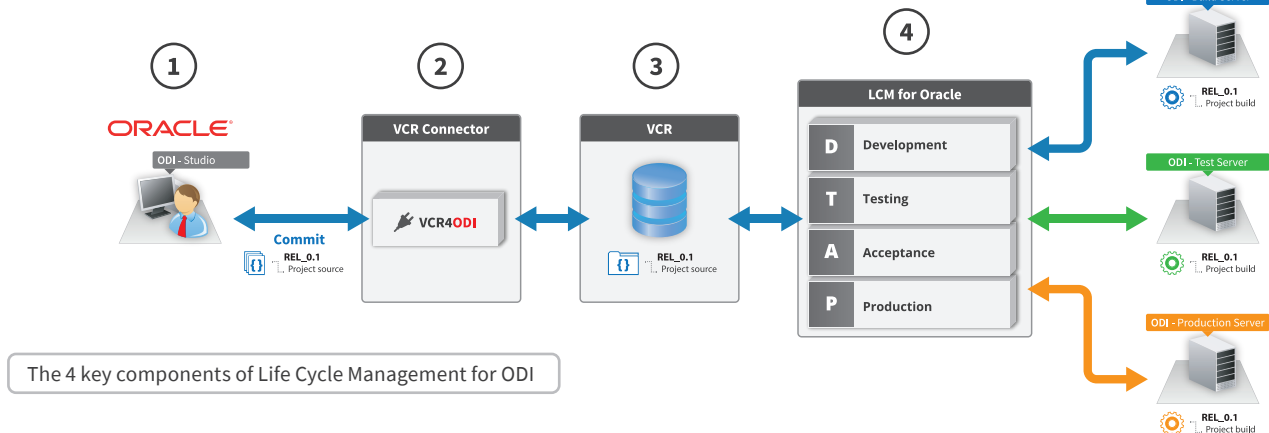 1
2
3
4
ORACLE®
ODI - Studio
Commit
{}
REL_0.1
Project source
VCR Connector
VCR4ODI
VCR
{}
REL_0.1
Project source
LCM for Oracle
D Development
T Testing
A Acceptance
P Production
REL_0.1
Project build
ODI - Test Server
REL_0.1
Project build
ODI - Production Server
REL_0.1
Project build
The 4 key components of Life Cycle Management for ODI